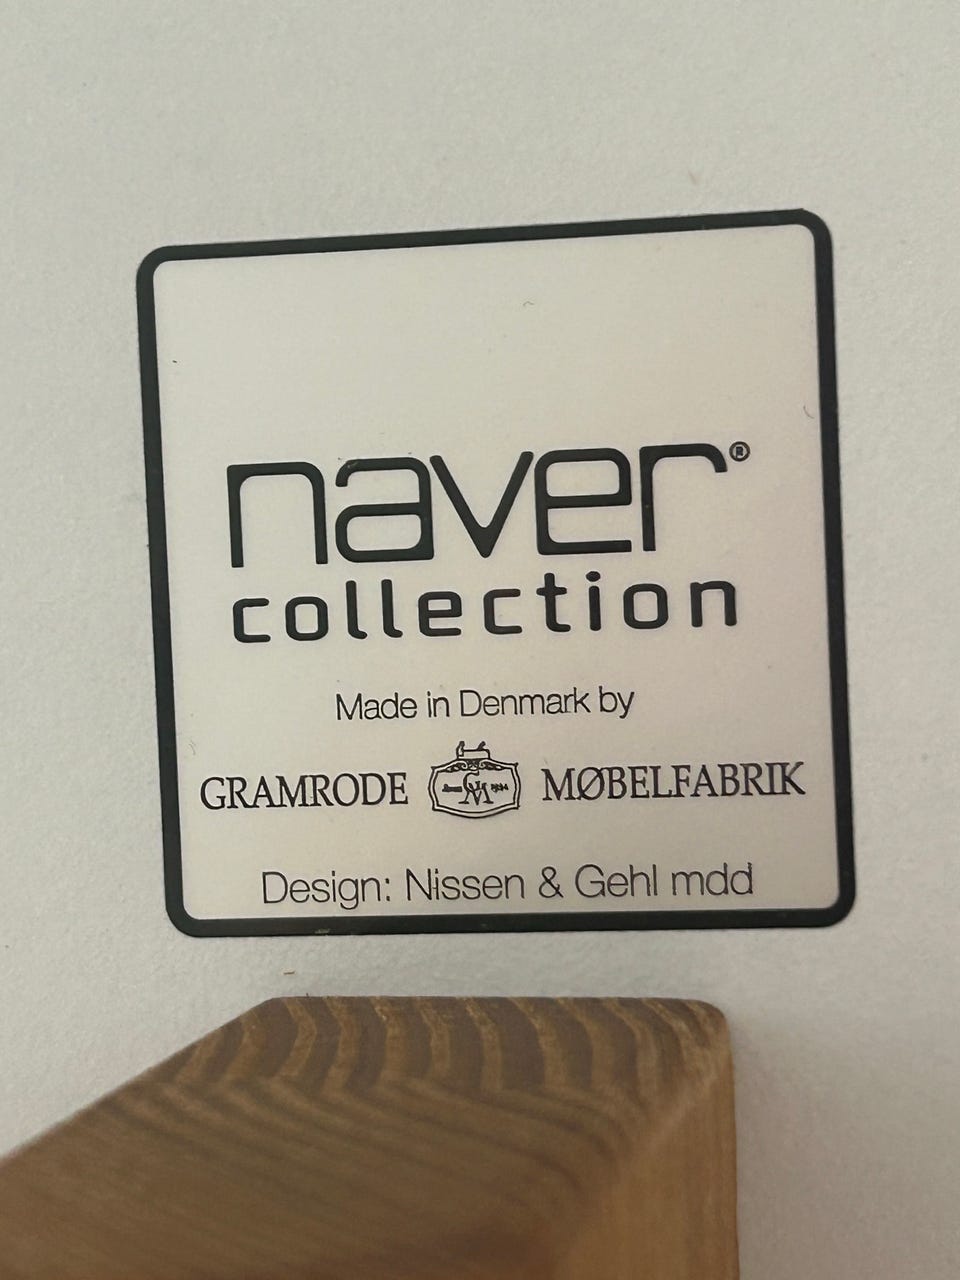 naver®
collection
Made in Denmark by
GRAMRODE MØBELFABRIK
Design: Nissen & Gehl mdd